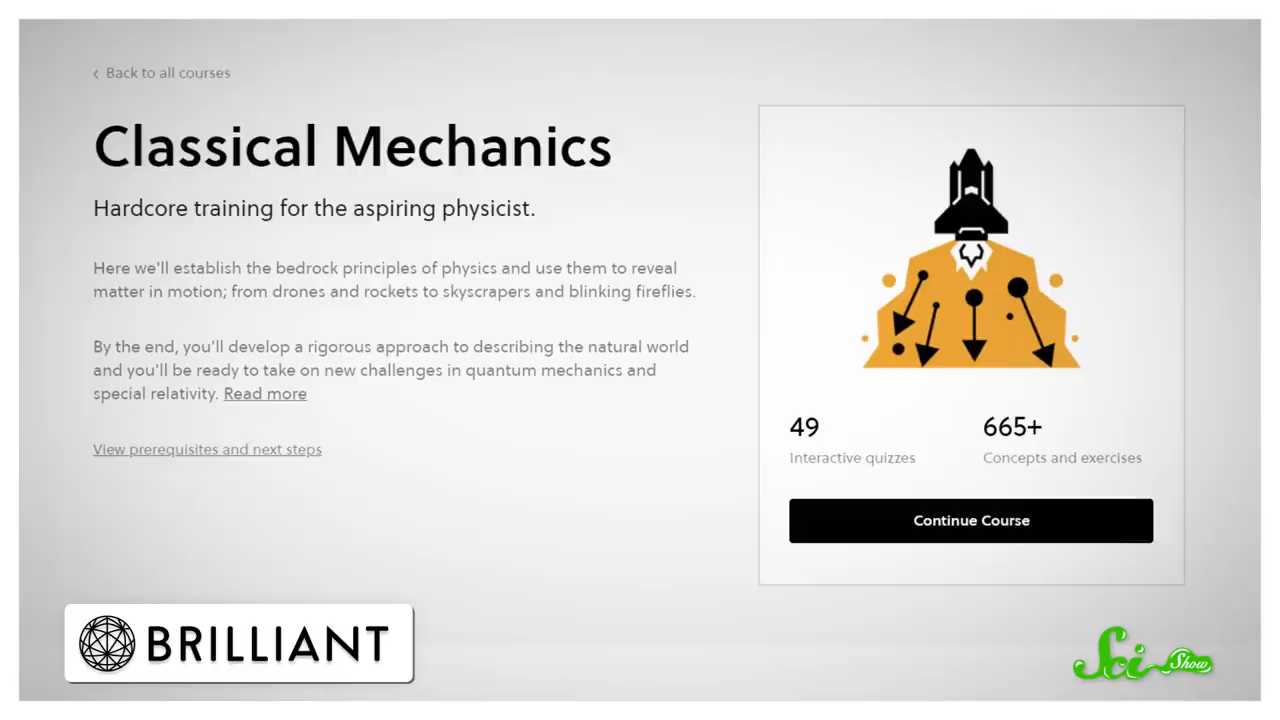 Back to all courses
Classical Mechanics
Hardcore training for the aspiring physicist.
Here we'll establish the bedrock principles of physics and use them to reveal
matter in motion; from drones and rockets to skyscrapers and blinking fireflies.
By the end, you'll develop a rigorous approach to describing the natural world
and you'll be ready to take on new challenges in quantum mechanics and
special relativity. Read more
View prerequisites and next steps
49
Interactive quizzes
665+
Concepts and exercises
Continue Course
BRILLIANT
Sci Show